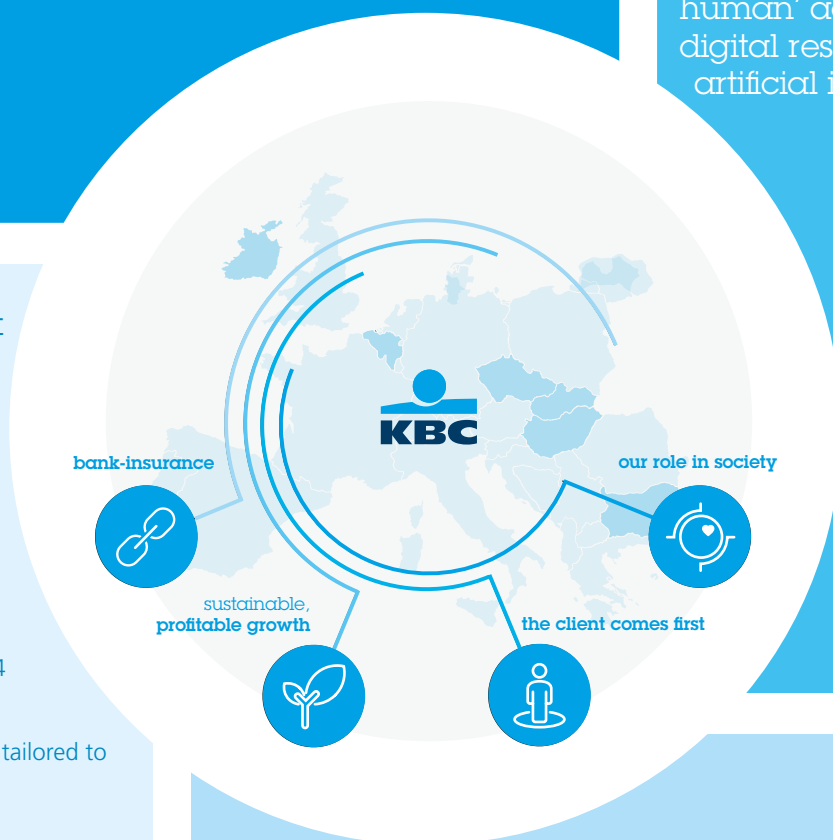 human’
digital
artificial
KBC
bank-insurance
our role in society
sustainable,
profitable growth
the client comes first
4
tailored to